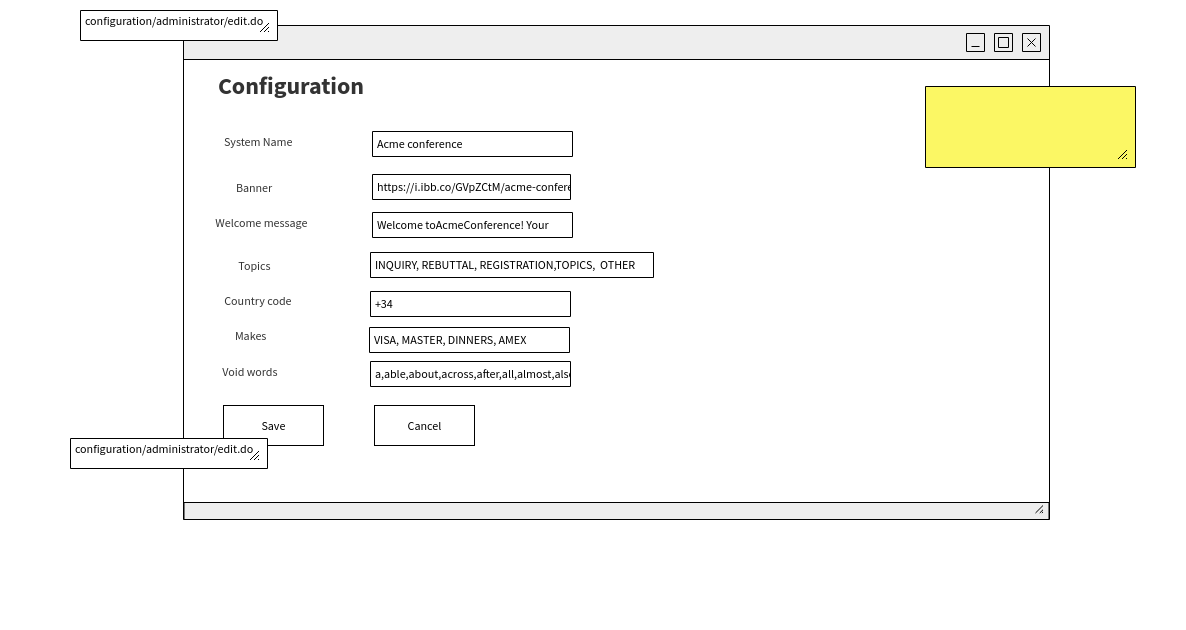 configuration/administrator/edit.do
Configuration
System Name
Acme conference
Banner
https://i.ibb.co/GVpZCtM/acme-confere
Welcome message
Welcome toAcmeConference! Your
Topics
INQUIRY, REBUTTAL, REGISTRATION,TOPICS,  OTHER
Country code
+34
Makes
VISA, MASTER, DINNERS, AMEX
Void words
a,able,about,across,after,all,almost,also
Save
Cancel
configuration/administrator/edit.do